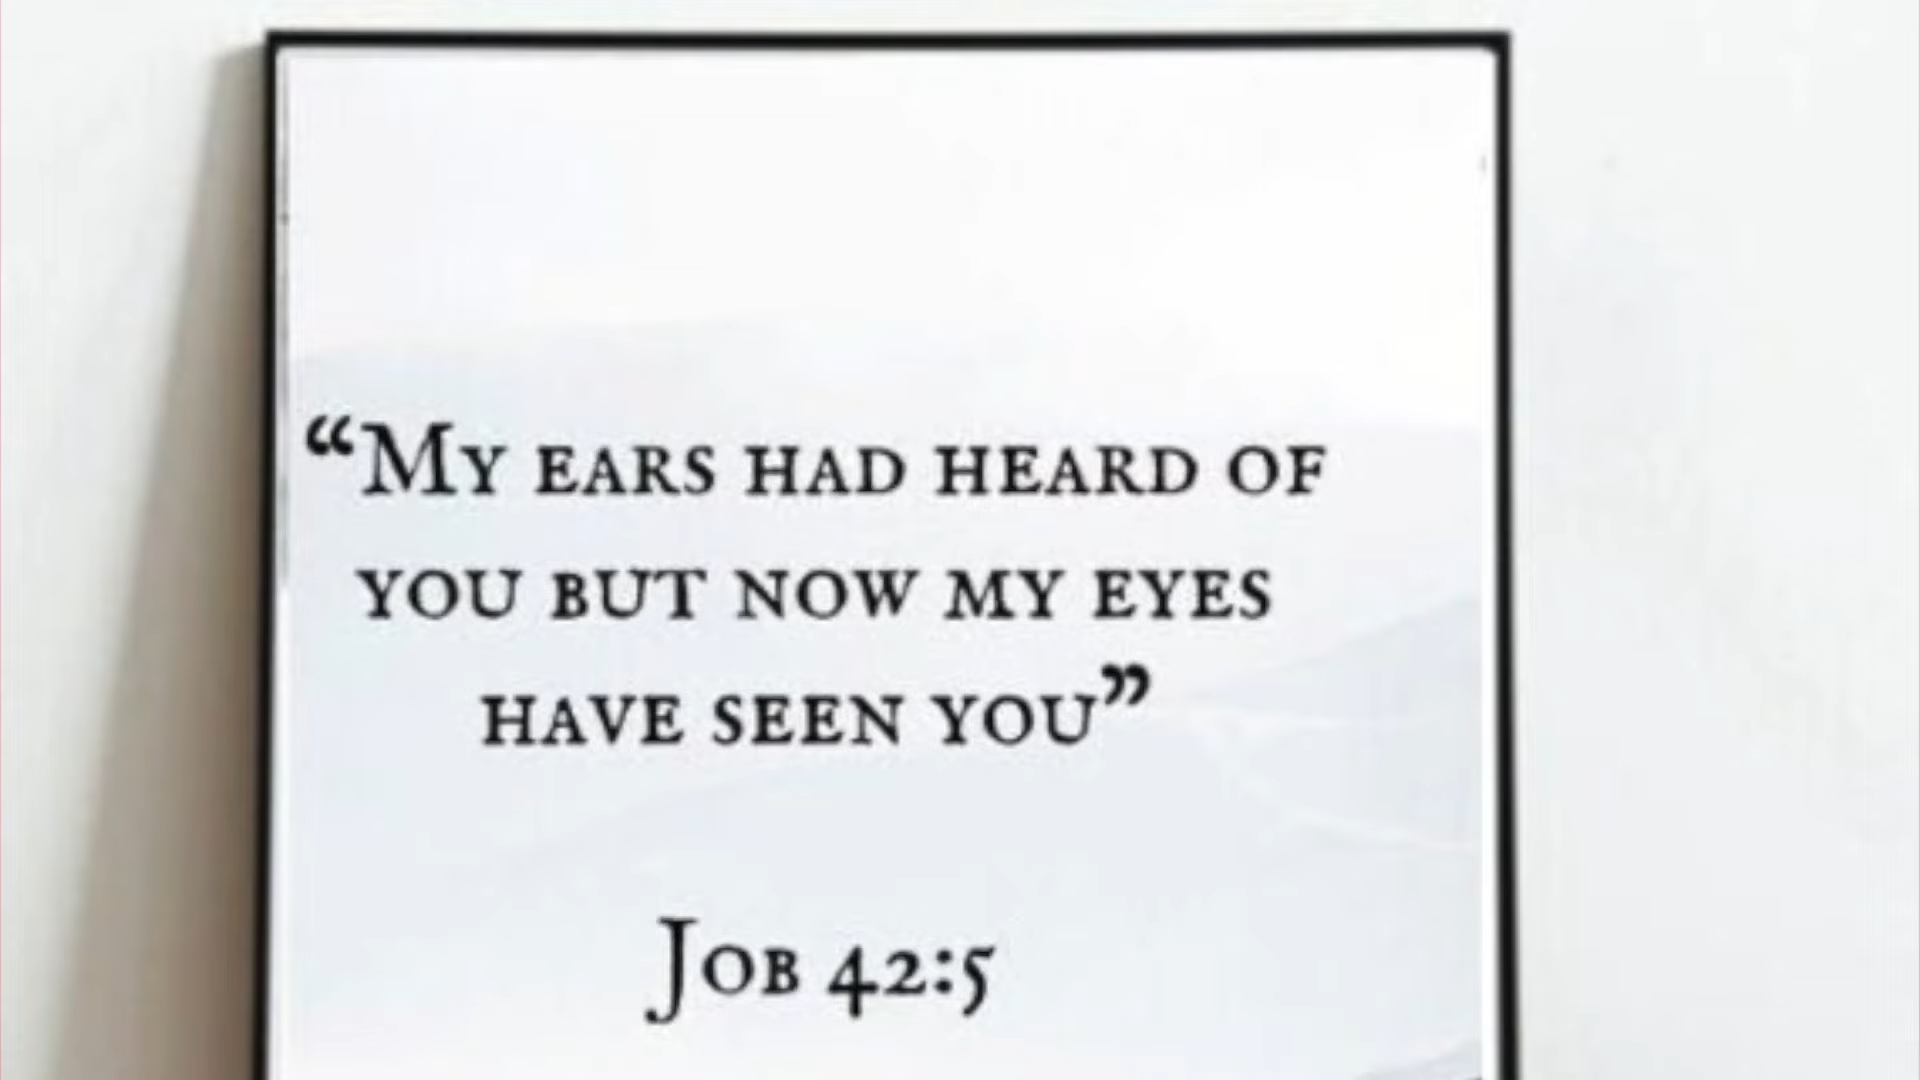 “My ears had heard of
you but now my eyes
have seen you”
Job 42:5